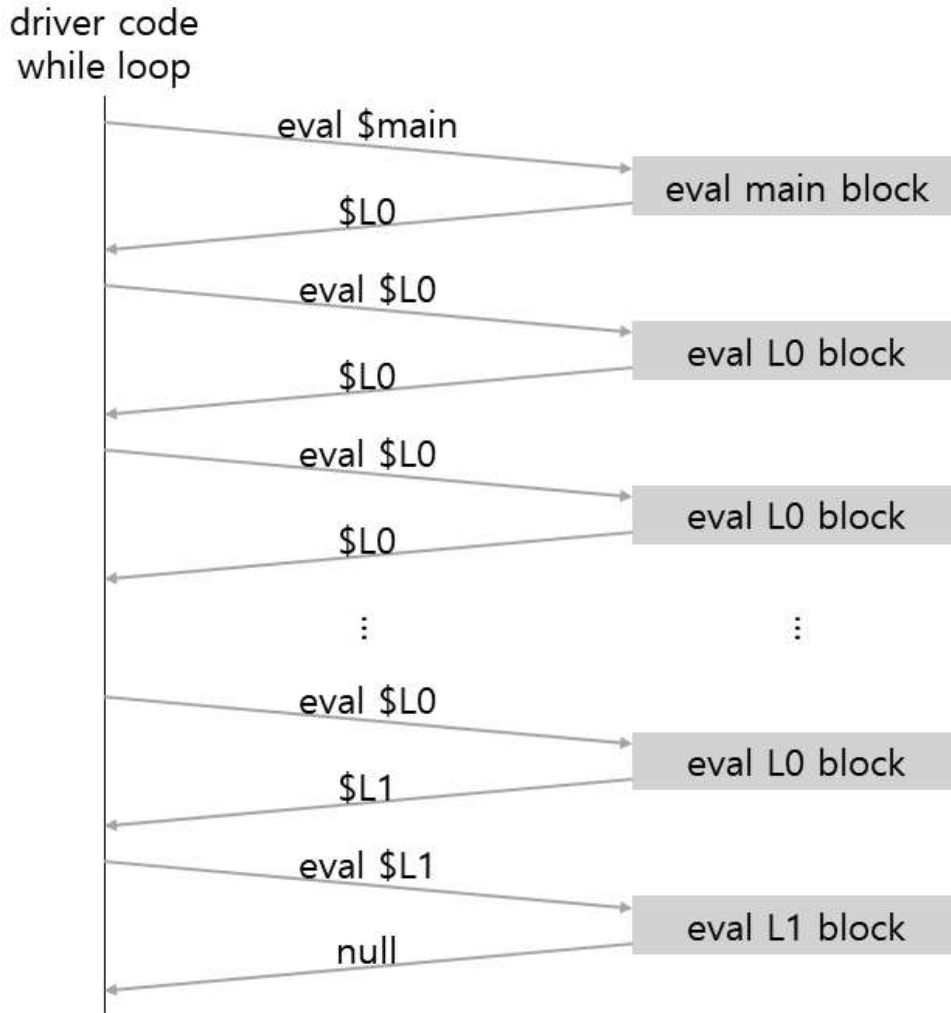 driver code
while loop
eval $main
eval main block
$L0
eval $L0
eval L0 block
$L0
eval $L0
eval L0 block
$L0
⋮ ⋮
eval $L0
eval L0 block
$L1
eval $L1
eval L1 block
null